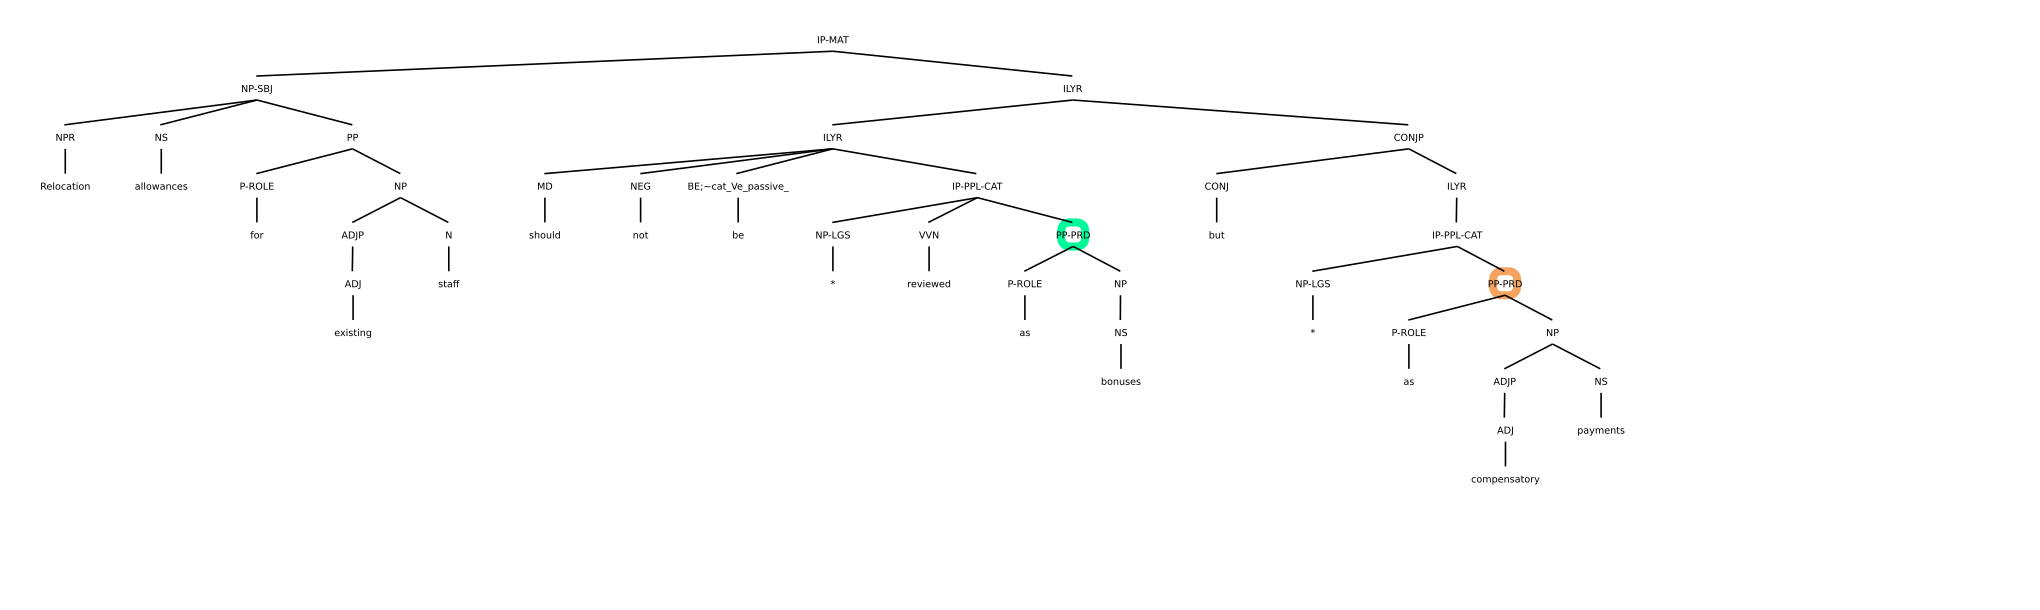 IP-MAT
NP-SBJ ILYR
NPR NS PP ILYR CONJP
Relocation allowances P-ROLE NP MD NEG BE;~cat_Ve_passive_ IP-PPL-CAT CONJ ILYR
for ADJP N should not be NP-LGS VVN PP-PRD but IP-PPL-CAT
ADJ staff * reviewed P-ROLE NP NP-LGS PP-PRD
existing as NS * P-ROLE NP
bonuses as ADJP NS
ADJ payments
compensatory